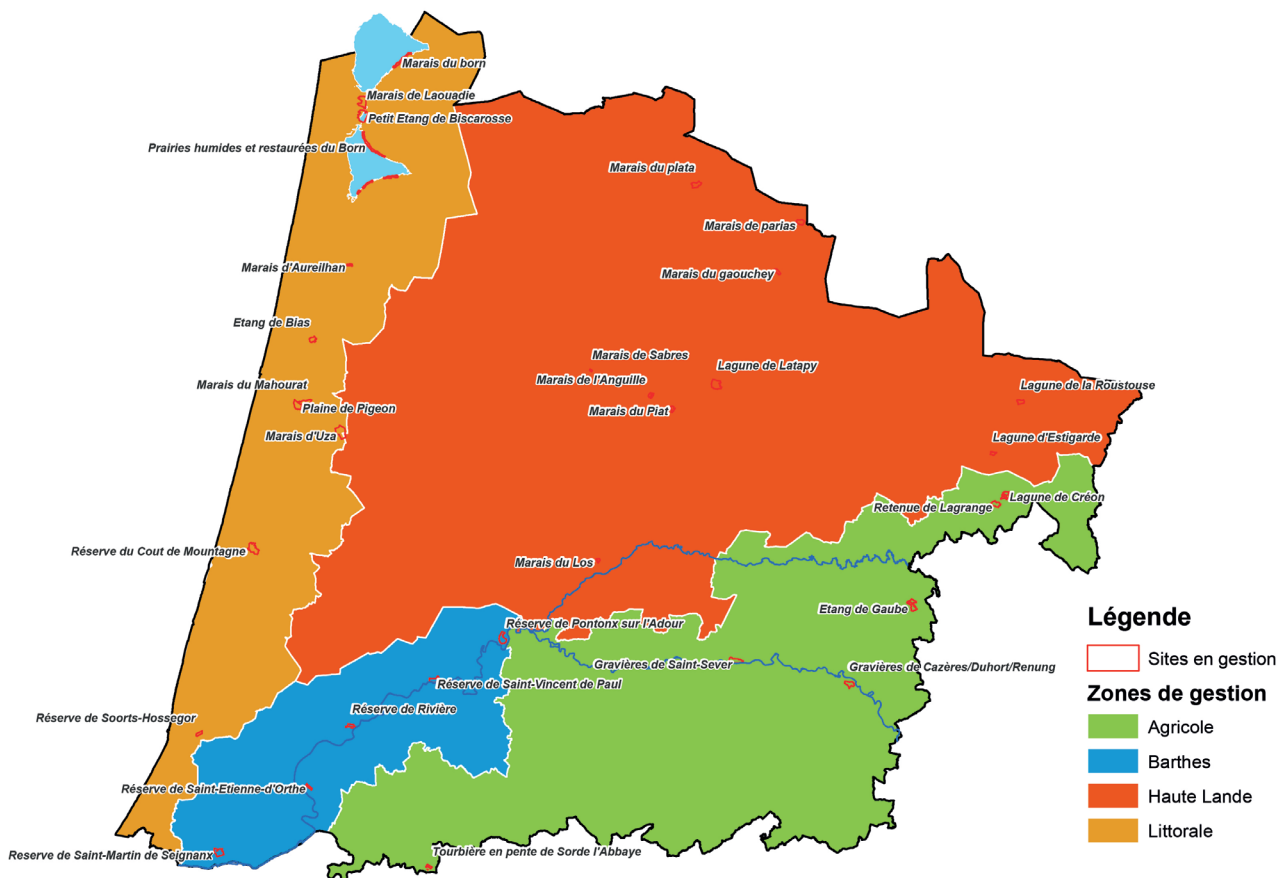 Marais du born
Marais de Laouadie
Petit Etang de Biscarosse
Prairies humides et restaurées du Born
Marais du plata
Marais de parlas
Marais d'Aureilhan
Marais du gaouchey
Etang de Bias
Marais de Sabres
Lagune de Latapy
Marais de l'Anguille
Marais du Mahourat
Lagune de la Roustouse
Plaine de Pigeon
Marais du Piat
Marais d'Uza
Lagune d'Estigarde
Lagune de Créon
Retenue de Lagrange
Réserve du Cout de Mountagne
Marais du Los
Etang de Gaube
Réserve de Pontonx sur l'Adour
Gravières de Saint-Sever
Gravières de Cazères/Duhort/Renung
Réserve de Saint-Vincent de Paul
Réserve de Rivière
Réserve de Soorts-Hossegor
Réserve de Saint-Etienne-d'Orthe
Reserve de Saint-Martin de Seignanx
Tourbière en pente de Sorde l'Abbaye
Légende
Sites en gestion
Zones de gestion
Agricole
Barthes
Haute Lande
Littorale